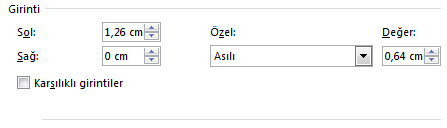 Girinti
Sol: 1,26 cm Özel: Değer:
Sağ: 0 cm Asılı 0,64 cm
Karşılıklı girintiler